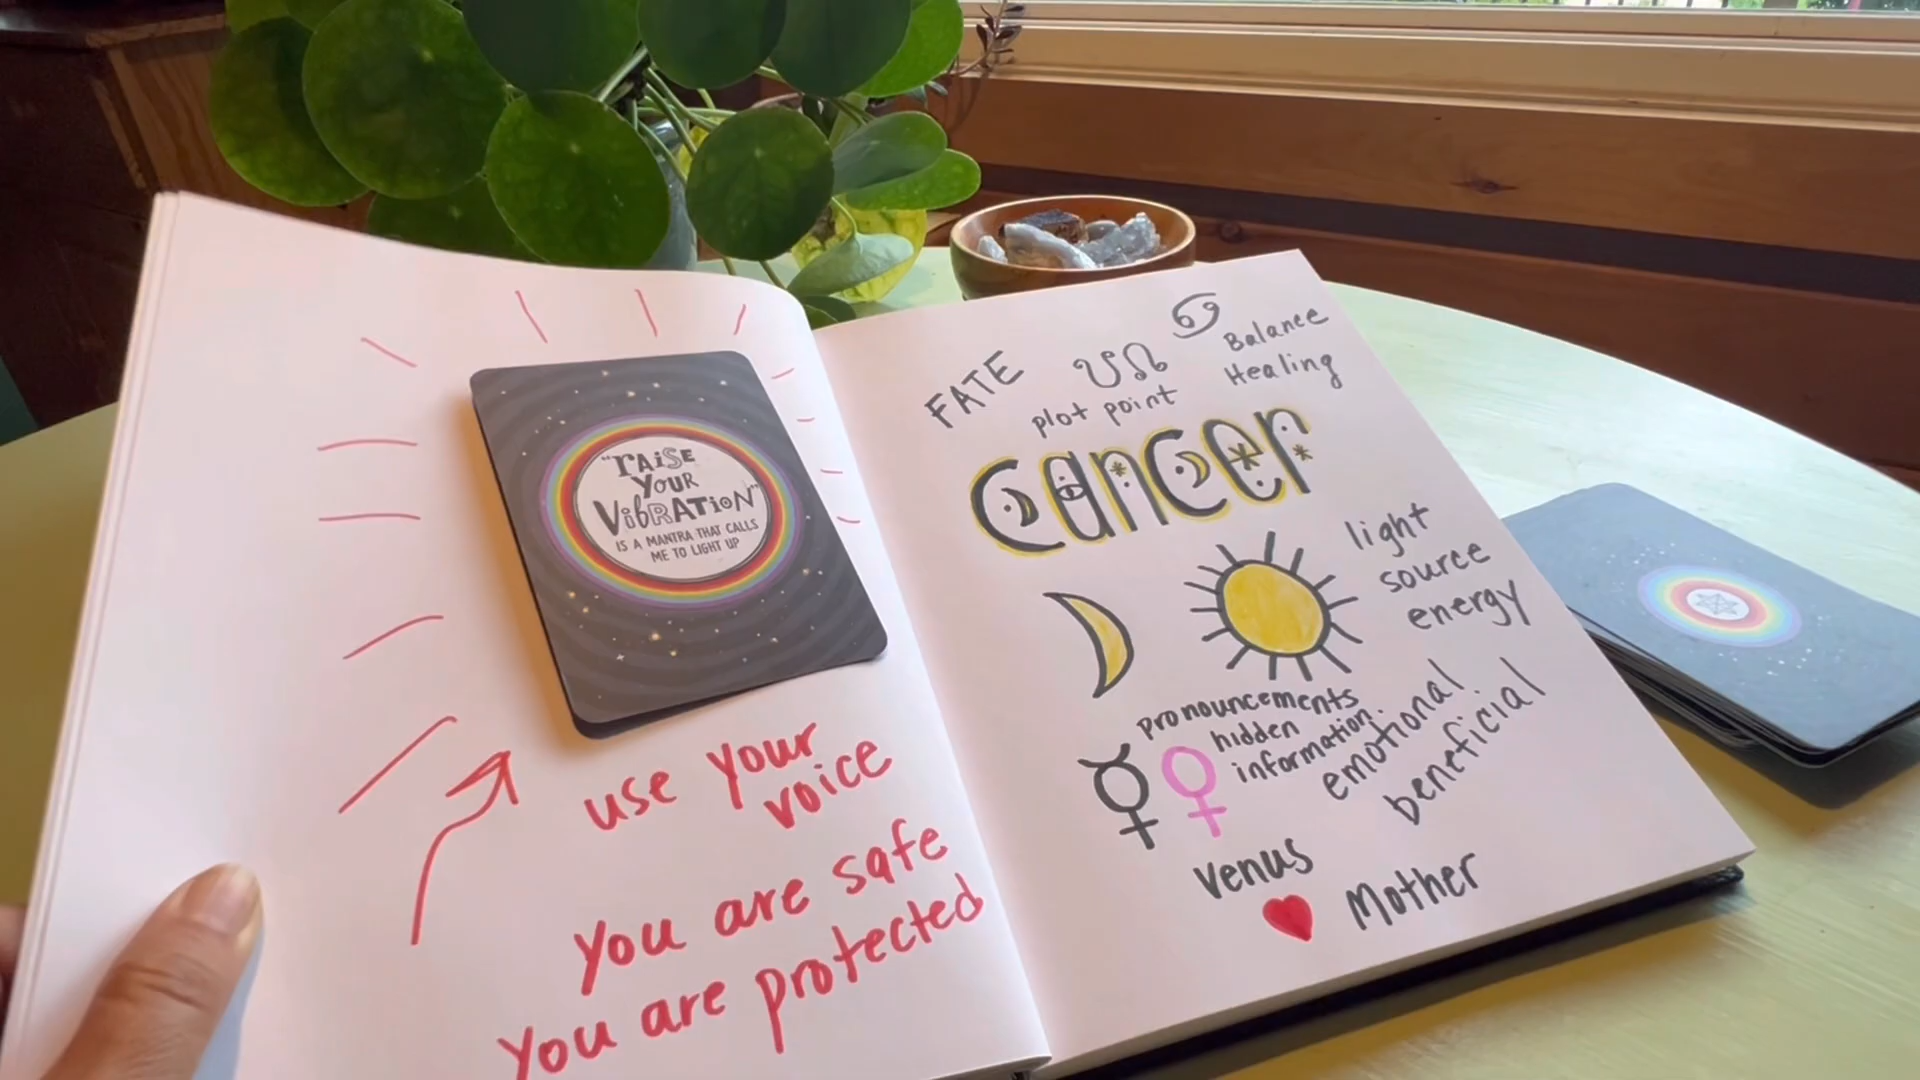 "raise
your
Vibration"
IS A MANTRA THAT CALLS
ME TO LIGHT UP
use your
voice
you are safe
you are protected
FATE
plot point
Balance
Healing
cancer
light
source
energy
pronouncements
hidden
information.
emotional
beneficial
Venus
Mother